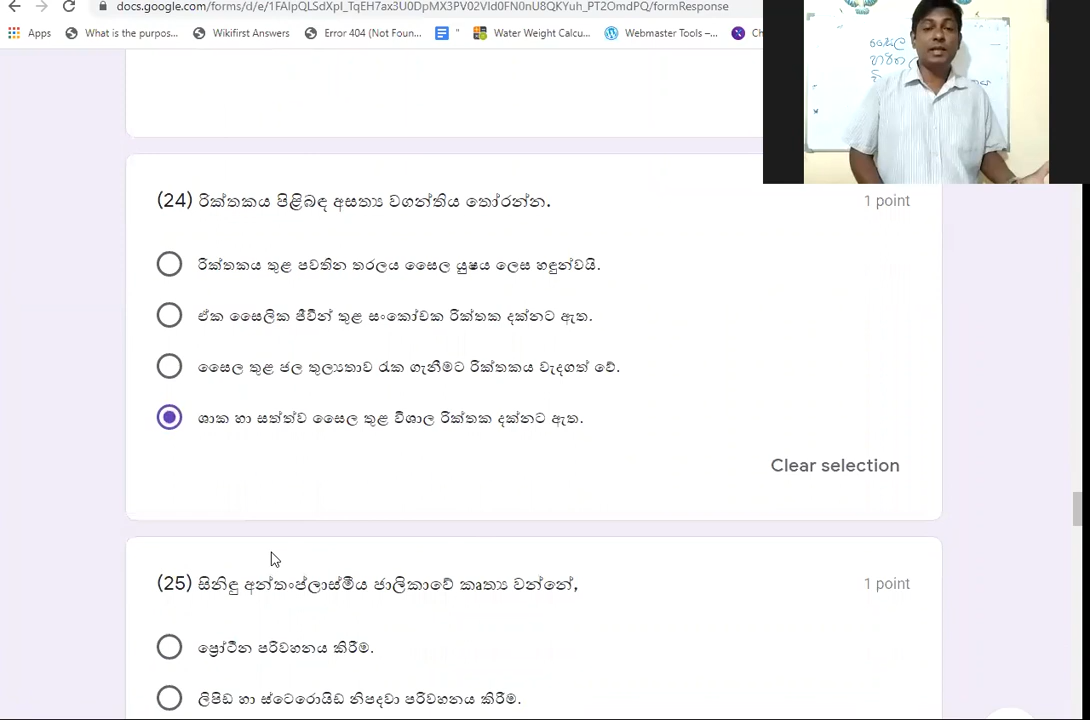 docs.google.com/forms/d/e/1FAIpQLSdXpl_TqEH7ax3U0DpMX3PV02VId0FN0nU8QKYuh_PT2OmdPQ/formResponse
Apps What is the purpos... Wikifirst Answers Error 404 (Not Foun... " Water Weight Calcu... Webmaster Tools –... Ch
(24) රික්තකය පිළිබඳ අසත්‍ය වගන්තිය තෝරන්න.
1 point
රික්තකය තුළ පවතින තරලය සෛල යුෂය ලෙස හඳුන්වයි.
ඒක සෛලික ජීවීන් තුළ සංකෝචක රික්තක දක්නට ඇත.
සෛල තුළ ජල තුල්‍යතාව රැක ගැනීමට රික්තකය වැදගත් වේ.
ශාක හා සත්ත්ව සෛල තුළ විශාල රික්තක දක්නට ඇත.
Clear selection
(25) සිනිඳු අන්තංප්ලාස්මීය ජාලිකාවේ කෘත්‍ය වන්නේ,
1 point
ප්‍රෝටීන පරිවහනය කිරීම.
ලිපිඩ හා ස්ටෙරොයිඩ නිපදවා පරිවහනය කිරීම.